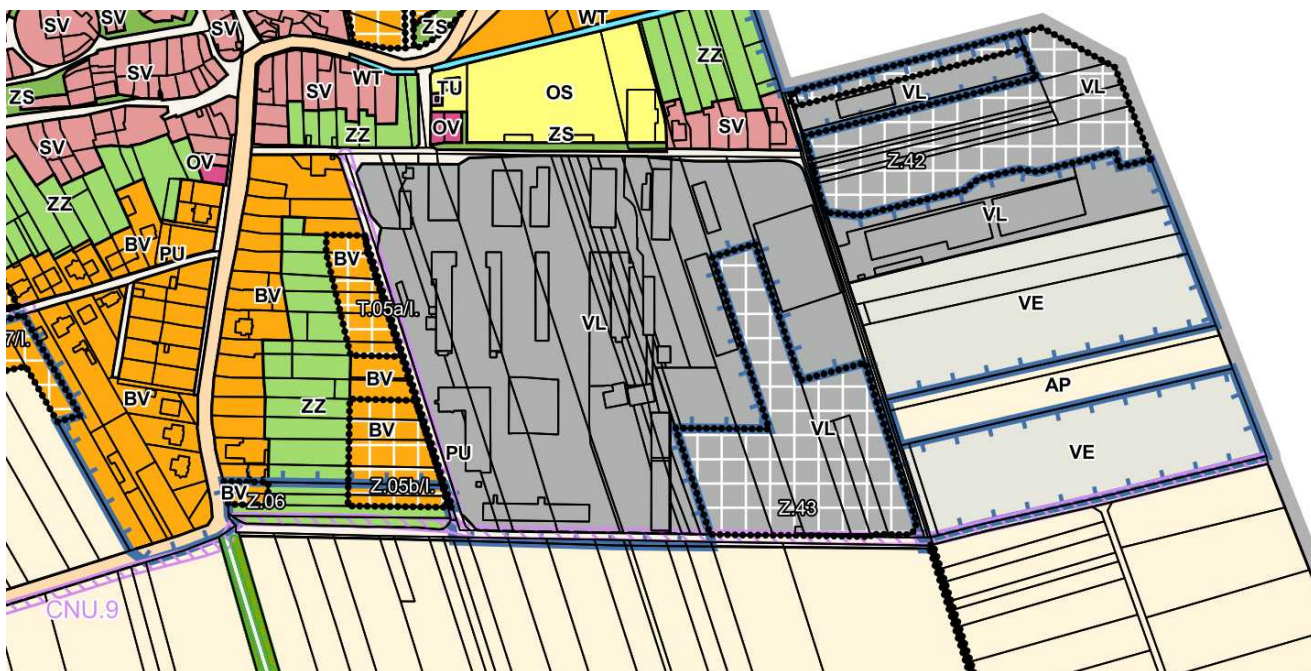 SV
SV
SV
ZS
WT
SV
WT
ZZ
SV
TU
OS
VL
VL
ZS
SV
ZZ
OV
ZS
SV
SV
OV
Z.42
ZZ
VL
BV
PU
BV
BV
T.05a/I.
VL
VE
7/I.
BV
BV
AP
ZZ
BV
VL
PU
VE
BV
Z.06
Z.05b/I.
Z.43
CNU.9